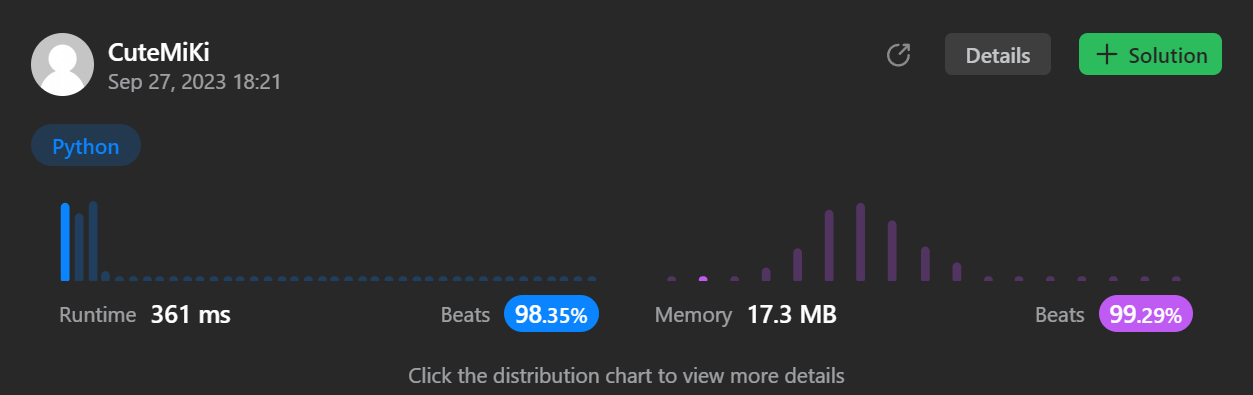 CuteMiKi
Sep 27, 2023 18:21
Details
Solution
Python
Runtime 361 ms Beats 98.35%
Memory 17.3 MB Beats 99.29%
Click the distribution chart to view more details